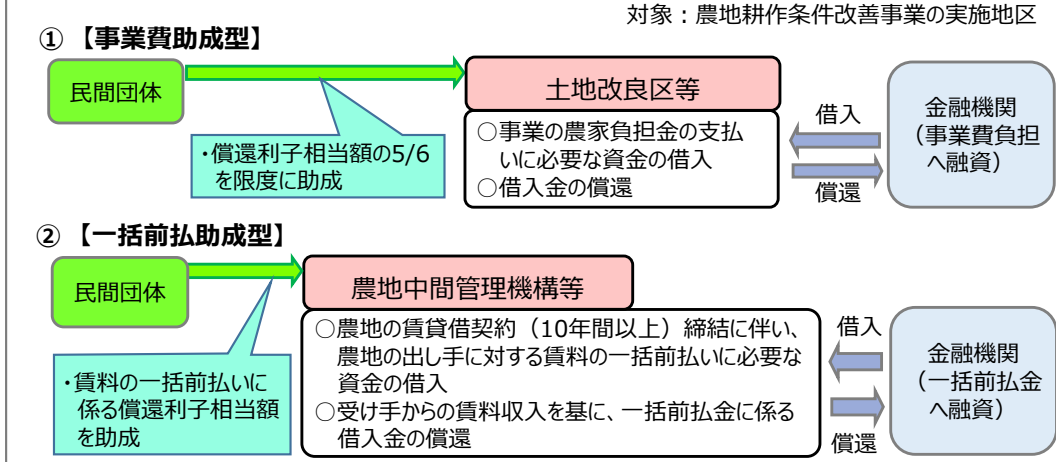 対象：農地耕作条件改善事業の実施地区
① 【事業費助成型】
民間団体
・償還利子相当額の5/6
を限度に助成
土地改良区等
○事業の農家負担金の支払
いに必要な資金の借入
○借入金の償還
借入
償還
金融機関
（事業費負担
へ融資）
② 【一括前払助成型】
民間団体
・賃料の一括前払いに
係る償還利子相当額
を助成
農地中間管理機構等
○農地の賃貸借契約（10年間以上）締結に伴い、
農地の出し手に対する賃料の一括前払いに必要な
資金の借入
○受け手からの賃料収入を基に、一括前払金に係る
借入金の償還
借入
償還
金融機関
（一括前払金
へ融資）